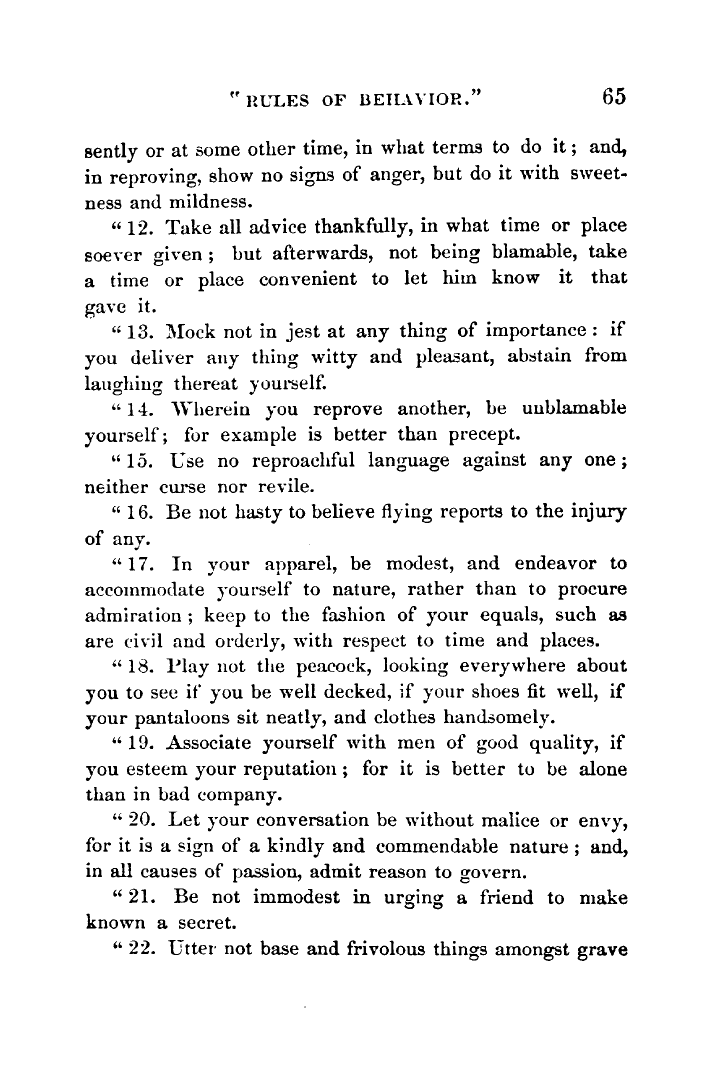 "RULES OF BEHAVIOR." 65
sently or at some other time, in what terms to do it; and,
in reproving, show no signs of anger, but do it with sweet-
ness and mildness.
"12. Take all advice thankfully, in what time or place
soever given; but afterwards, not being blamable, take
a time or place convenient to let him know it that
gave it.
"13. Mock not in jest at any thing of importance: if
you deliver any thing witty and pleasant, abstain from
laughing thereat yourself.
"14. Wherein you reprove another, be unblamable
yourself; for example is better than precept.
"15. Use no reproachful language against any one;
neither curse nor revile.
"16. Be not hasty to believe flying reports to the injury
of any.
"17. In your apparel, be modest, and endeavor to
accommodate yourself to nature, rather than to procure
admiration; keep to the fashion of your equals, such as
are civil and orderly, with respect to time and places.
"18. Play not the peacock, looking everywhere about
you to see if you be well decked, if your shoes fit well, if
your pantaloons sit neatly, and clothes handsomely.
"19. Associate yourself with men of good quality, if
you esteem your reputation; for it is better to be alone
than in bad company.
"20. Let your conversation be without malice or envy,
for it is a sign of a kindly and commendable nature; and,
in all causes of passion, admit reason to govern.
"21. Be not immodest in urging a friend to make
known a secret.
"22. Utter not base and frivolous things amongst grave